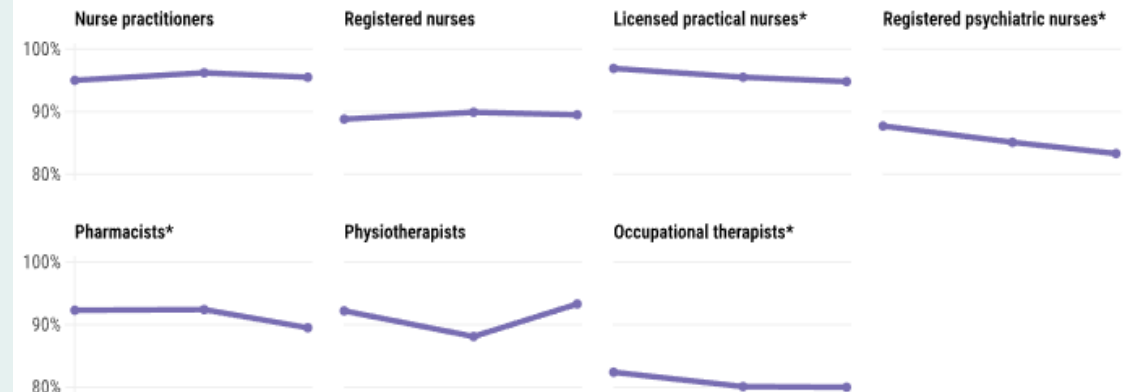 Nurse practitioners
Registered nurses
Licensed practical nurses*
Registered psychiatric nurses*
100%
90%
80%
Pharmacists*
Physiotherapists
Occupational therapists*
100%
90%
80%